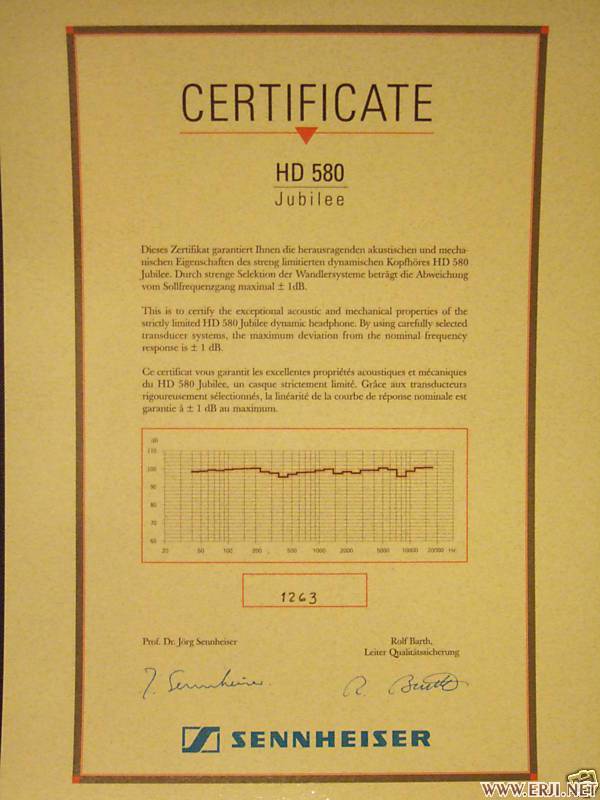 CERTIFICATE
HD 580
Jubilee
Dieses Zertifikat garantiert Ihnen die herausragenden akustischen und mecha-
nischen Eigenschaften des streng limitierten dynamischen Kopfhöres HD 580
Jubilee. Durch strenge Selektion der Wandlersysteme beträgt die Abweichung
vom Sollfrequenzgang maximal ± 1dB.
This is to certify the exceptional acoustic and mechanical properties of the
strictly limited HD 580 Jubilee dynamic headphone. By using carefully selected
transducer systems, the maximum deviation from the nominal frequency
response is ± 1 dB.
Ce certificat vous garantit les excellentes propriétés acoustiques et mécaniques
du HD 580 Jubilee, un casque strictement limité. Grâce aux transducteurs
rigoureusement sélectionnés, la linéarité de la courbe de réponse nominale est
garantie à ± 1 dB au maximum.
dB
110
100
90
80
70
60
20 50 100 200 500 1000 2000 5000 10000 20000 Hz
1263
Prof. Dr. Jörg Sennheiser
Rolf Barth,
Leiter Qualitätssicherung
J. Sennheiser
R. Barth
SENNHEISER
WWW.ERJI.NET